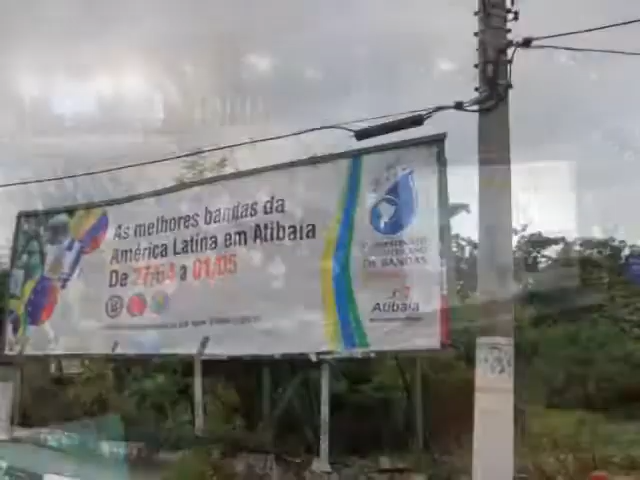 As melhores bandas da
América Latina em Atibaia
De 27/04 a 01/05
DE BANDAS
Atibaia